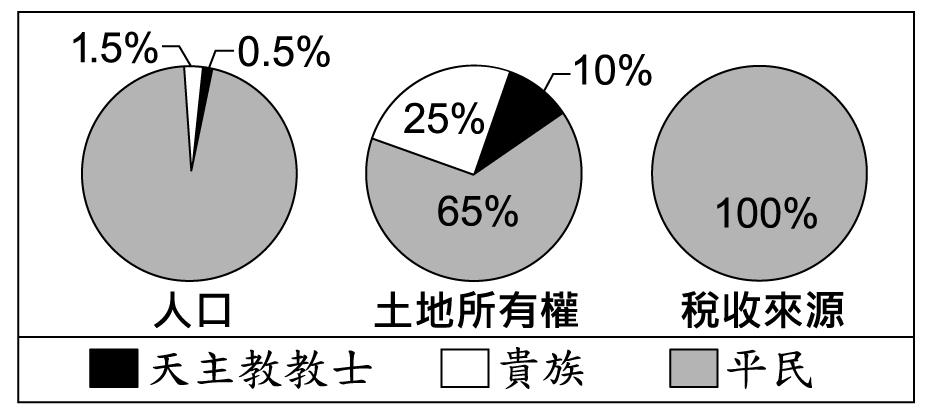 1.5% 0.5%
10%
25%
65%
100%
人口 土地所有權 稅收來源
天主教教士 貴族 平民